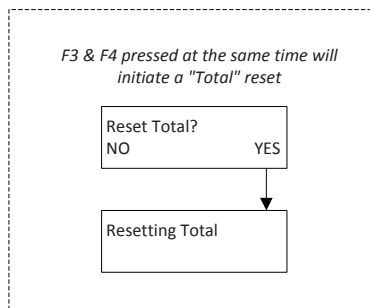 F3 & F4 pressed at the same time will
initiate a "Total" reset
Reset Total?
NO YES
Resetting Total